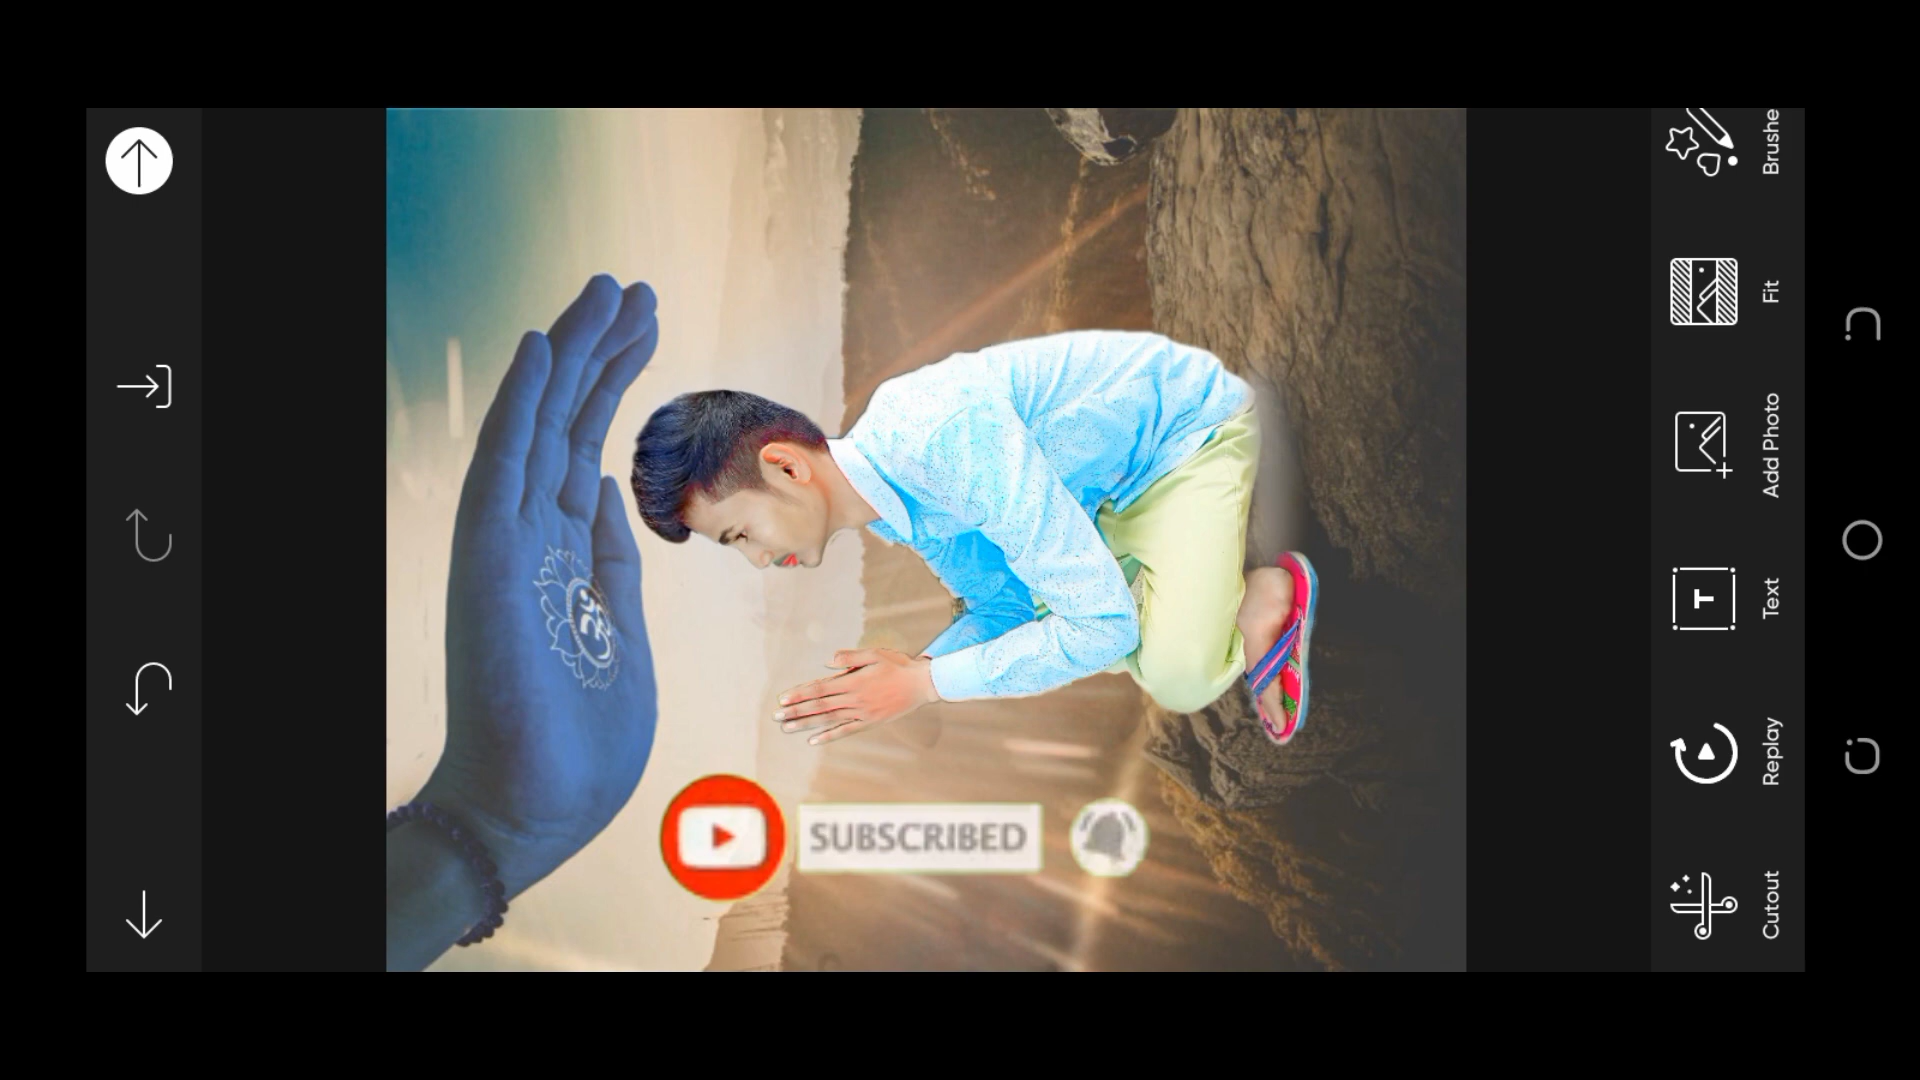 Brushe
Fit
Add Photo
Text
Replay
Cutout
ॐ
SUBSCRIBED